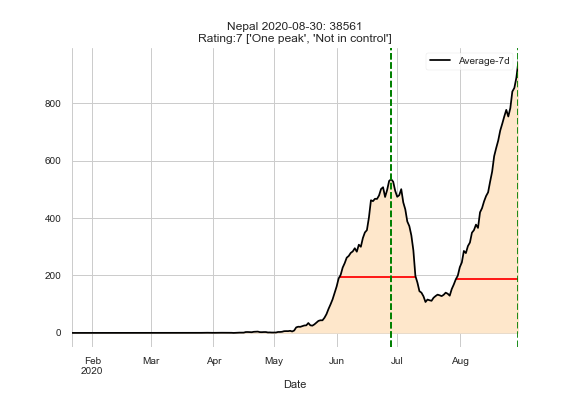 Nepal 2020-08-30: 38561
Rating:7 ['One peak', 'Not in control']
Average-7d
800
600
400
200
0
Feb
2020
Mar
Apr
May
Jun
Jul
Aug
Date